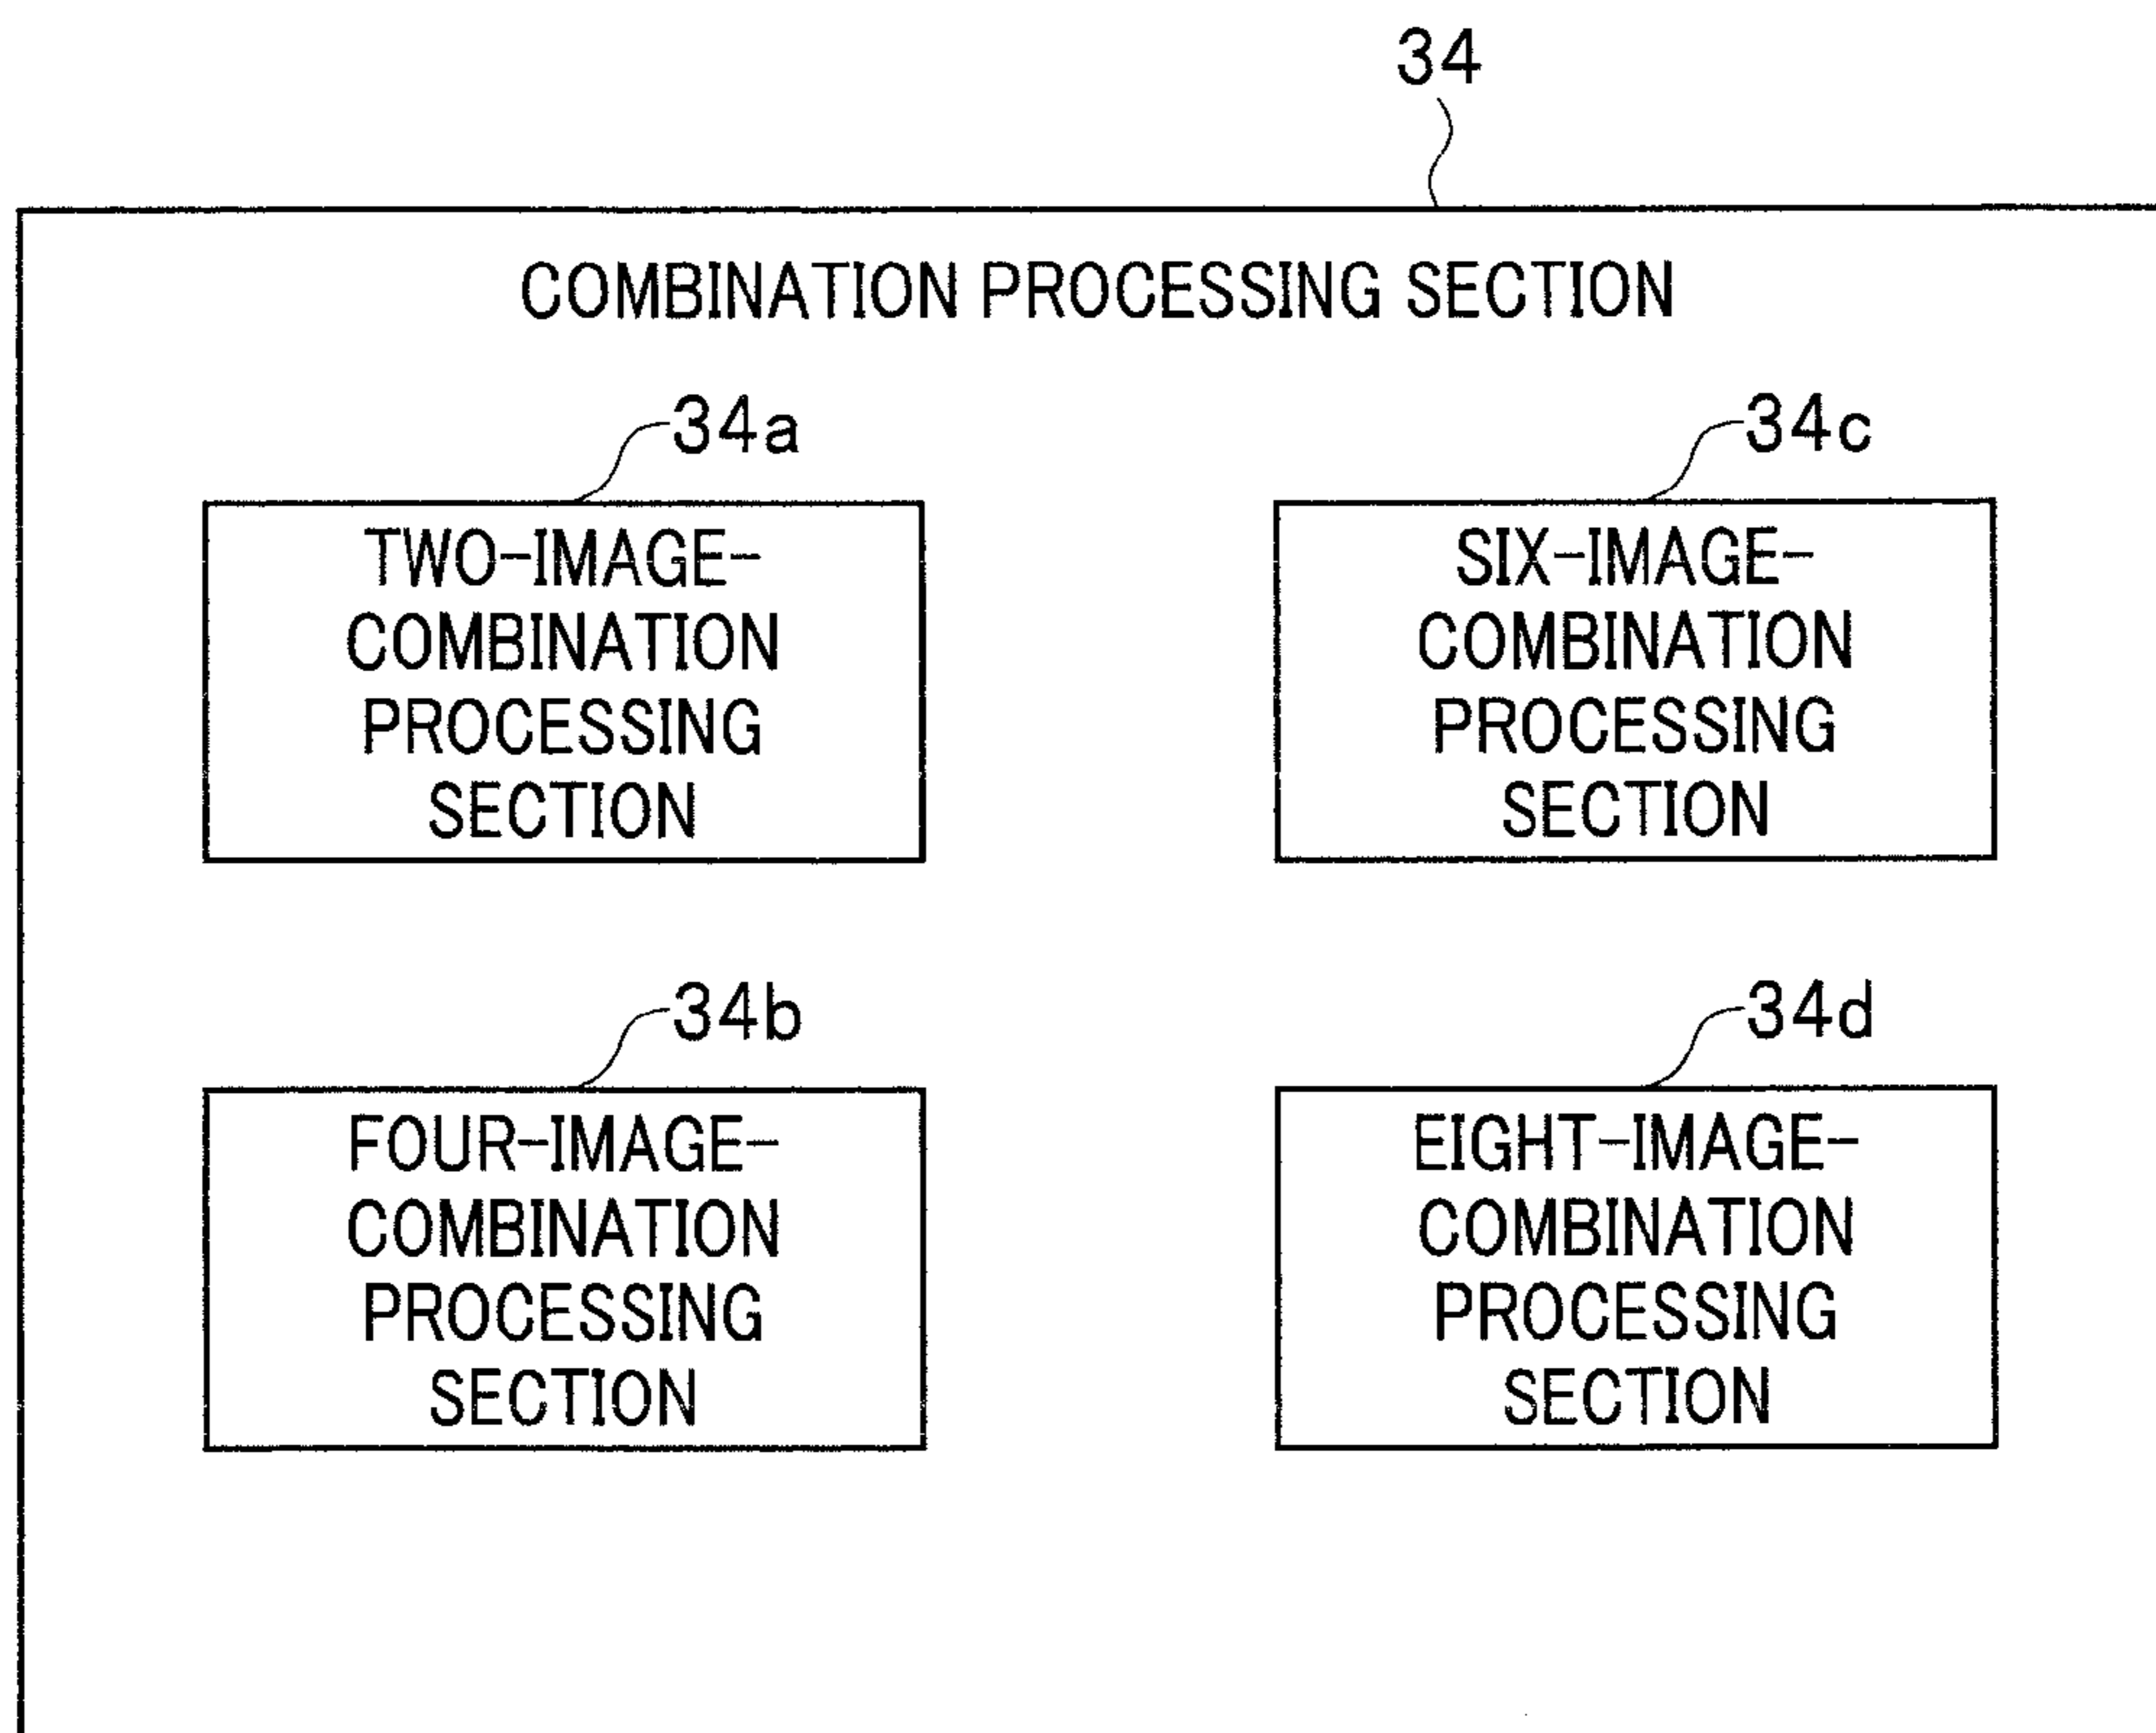 34
COMBINATION PROCESSING SECTION
34a
TWO-IMAGE-
COMBINATION
PROCESSING
SECTION
34c
SIX-IMAGE-
COMBINATION
PROCESSING
SECTION
34b
FOUR-IMAGE-
COMBINATION
PROCESSING
SECTION
34d
EIGHT-IMAGE-
COMBINATION
PROCESSING
SECTION